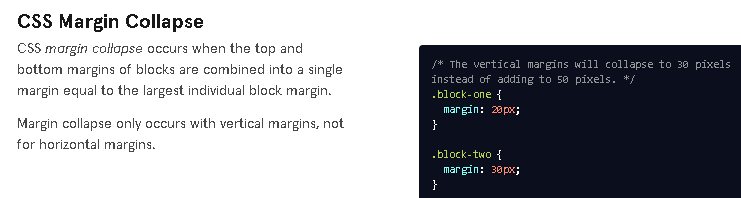 CSS Margin Collapse
CSS margin collapse occurs when the top and
bottom margins of blocks are combined into a single
margin equal to the largest individual block margin.
Margin collapse only occurs with vertical margins, not
for horizontal margins.
/* The vertical margins will collapse to 30 pixels
instead of adding to 50 pixels. */
.block-one {
  margin: 20px;
}
.block-two {
  margin: 30px;
}